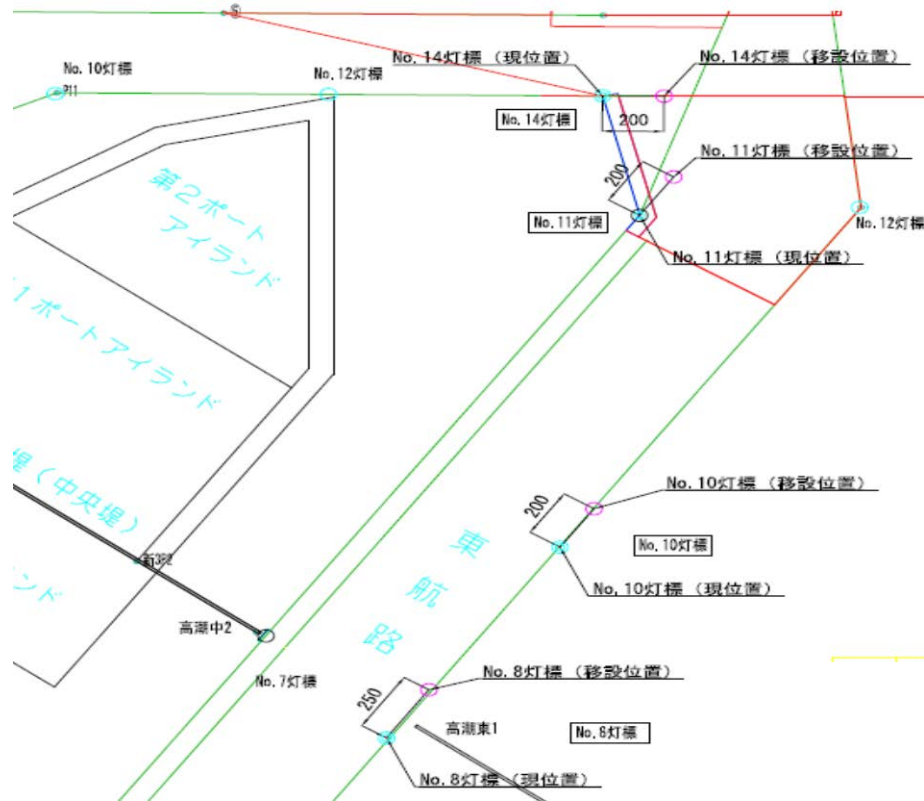 S
No.14灯標 (現位置)
No.14灯標 (移設位置)
No.10灯標
P11
No.12灯標
No.14灯標
200
No.11灯標 (移設位置)
200
第2ポート
アイランド
No.11灯標
No.12灯標
No.11灯標 (現位置)
1ポートアイランド
堤(中央堤)
No.10灯標 (移設位置)
200
東航路
No.10灯標
新3P2
No.10灯標 (現位置)
ンド
高潮中2
No.7灯標
No.8灯標 (移設位置)
250
高潮東1
No.8灯標
No.8灯標 (現位置)